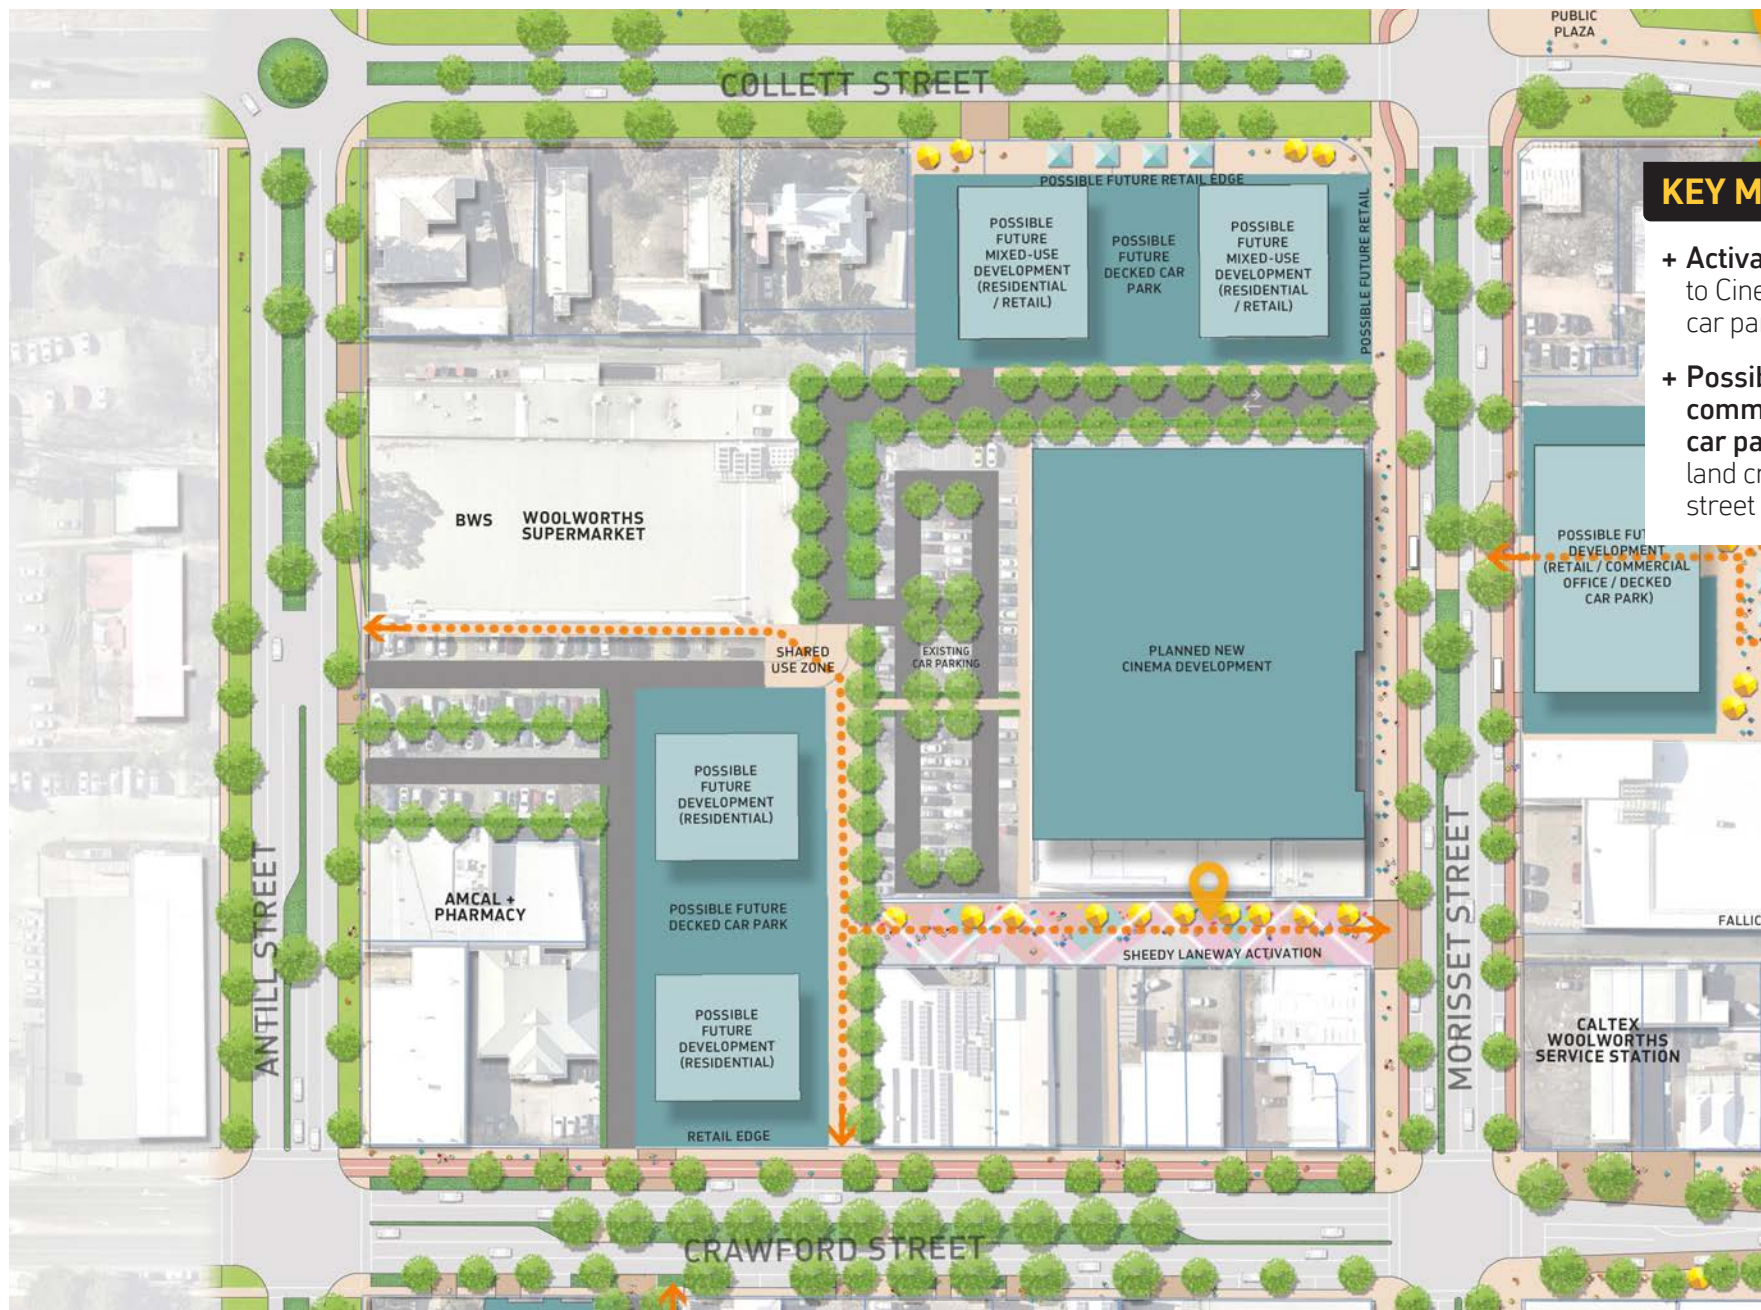 PUBLIC
PLAZA
COLLETT STREET
POSSIBLE FUTURE RETAIL EDGE
POSSIBLE
FUTURE
MIXED-USE
DEVELOPMENT
(RESIDENTIAL
/ RETAIL)
POSSIBLE
FUTURE
DECKED CAR
PARK
POSSIBLE
FUTURE
MIXED-USE
DEVELOPMENT
(RESIDENTIAL
/ RETAIL)
POSSIBLE FUTURE RETAIL
KEY M
+ Activa
to Cine
car pa
+ Possib
comm
car pa
land cr
street
BWS
WOOLWORTHS
SUPERMARKET
POSSIBLE FUT
DEVELOPMENT
(RETAIL / COMMERCIAL
OFFICE / DECKED
CAR PARK)
SHARED
USE ZONE
EXISTING
CAR PARKING
PLANNED NEW
CINEMA DEVELOPMENT
POSSIBLE
FUTURE
DEVELOPMENT
(RESIDENTIAL)
AMCAL +
PHARMACY
POSSIBLE FUTURE
DECKED CAR PARK
SHEEDY LANEWAY ACTIVATION
FALLIC
ANTILL STREET
MORISSET STREET
POSSIBLE
FUTURE
DEVELOPMENT
(RESIDENTIAL)
CALTEX
WOOLWORTHS
SERVICE STATION
RETAIL EDGE
CRAWFORD STREET